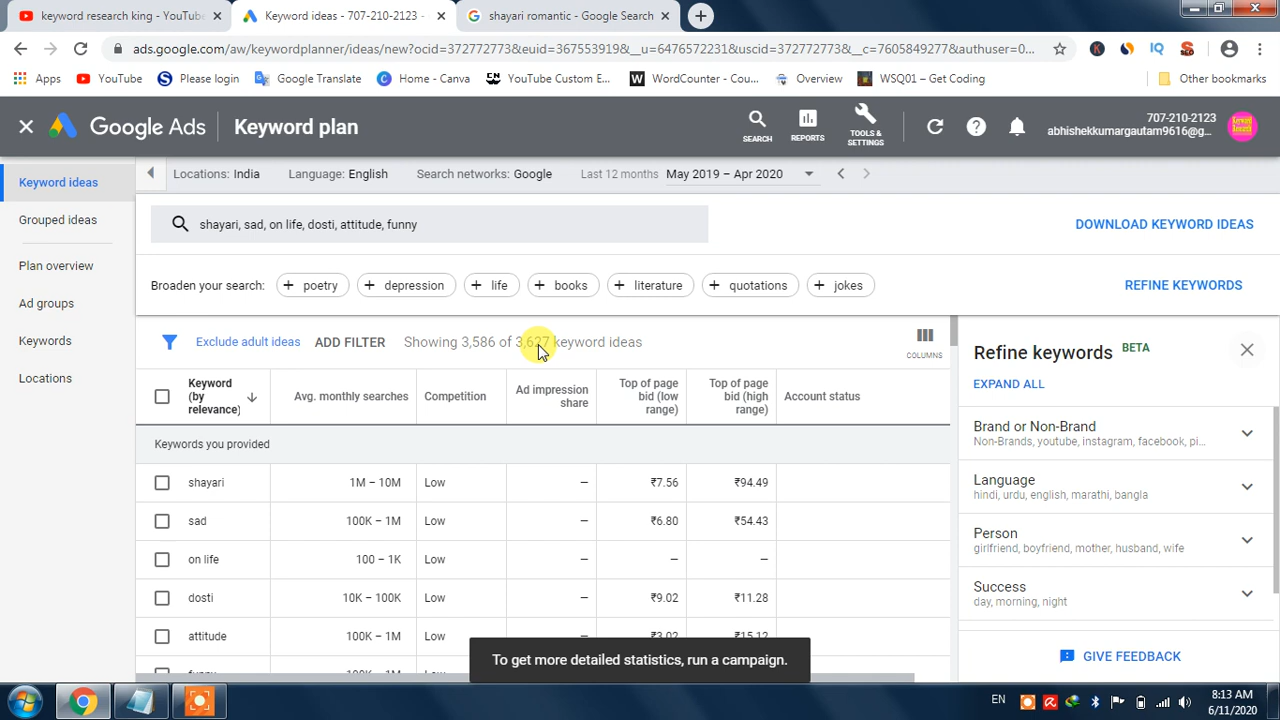 keyword research king - YouTube
Keyword ideas - 707-210-2123 -
shayari romantic - Google Search
ads.google.com/aw/keywordplanner/ideas/new?ocid=372772773&euid=367553919&__u=6476572231&uscid=372772773&__c=7605849277&authuser=0...
Apps
YouTube
Please login
Google Translate
Home - Canva
YouTube Custom E...
WordCounter - Cou...
Overview
WSQ01 – Get Coding
Other bookmarks
Google Ads
Keyword plan
SEARCH
REPORTS
TOOLS &
SETTINGS
707-210-2123
abhishekkumargautam9616@g...
Keyword ideas
Grouped ideas
Plan overview
Ad groups
Keywords
Locations
Locations: India
Language: English
Search networks: Google
Last 12 months
May 2019 – Apr 2020
shayari, sad, on life, dosti, attitude, funny
DOWNLOAD KEYWORD IDEAS
Broaden your search:
+ poetry
+ depression
+ life
+ books
+ literature
+ quotations
+ jokes
REFINE KEYWORDS
Exclude adult ideas
ADD FILTER
Showing 3,586 of 3,627 keyword ideas
COLUMNS
Keyword
(by
relevance)
Avg. monthly searches
Competition
Ad impression
share
Top of page
bid (low
range)
Top of page
bid (high
range)
Account status
Keywords you provided
shayari 1M – 10M Low – ₹7.56 ₹94.49
sad 100K – 1M Low – ₹6.80 ₹54.43
on life 100 – 1K Low – – –
dosti 10K – 100K Low – ₹9.02 ₹11.28
attitude 100K – 1M Low ₹3.02 ₹15.12
Refine keywords BETA
EXPAND ALL
Brand or Non-Brand
Non-Brands, youtube, instagram, facebook, pi...
Language
hindi, urdu, english, marathi, bangla
Person
girlfriend, boyfriend, mother, husband, wife
Success
day, morning, night
GIVE FEEDBACK
To get more detailed statistics, run a campaign.
EN
8:13 AM
6/11/2020